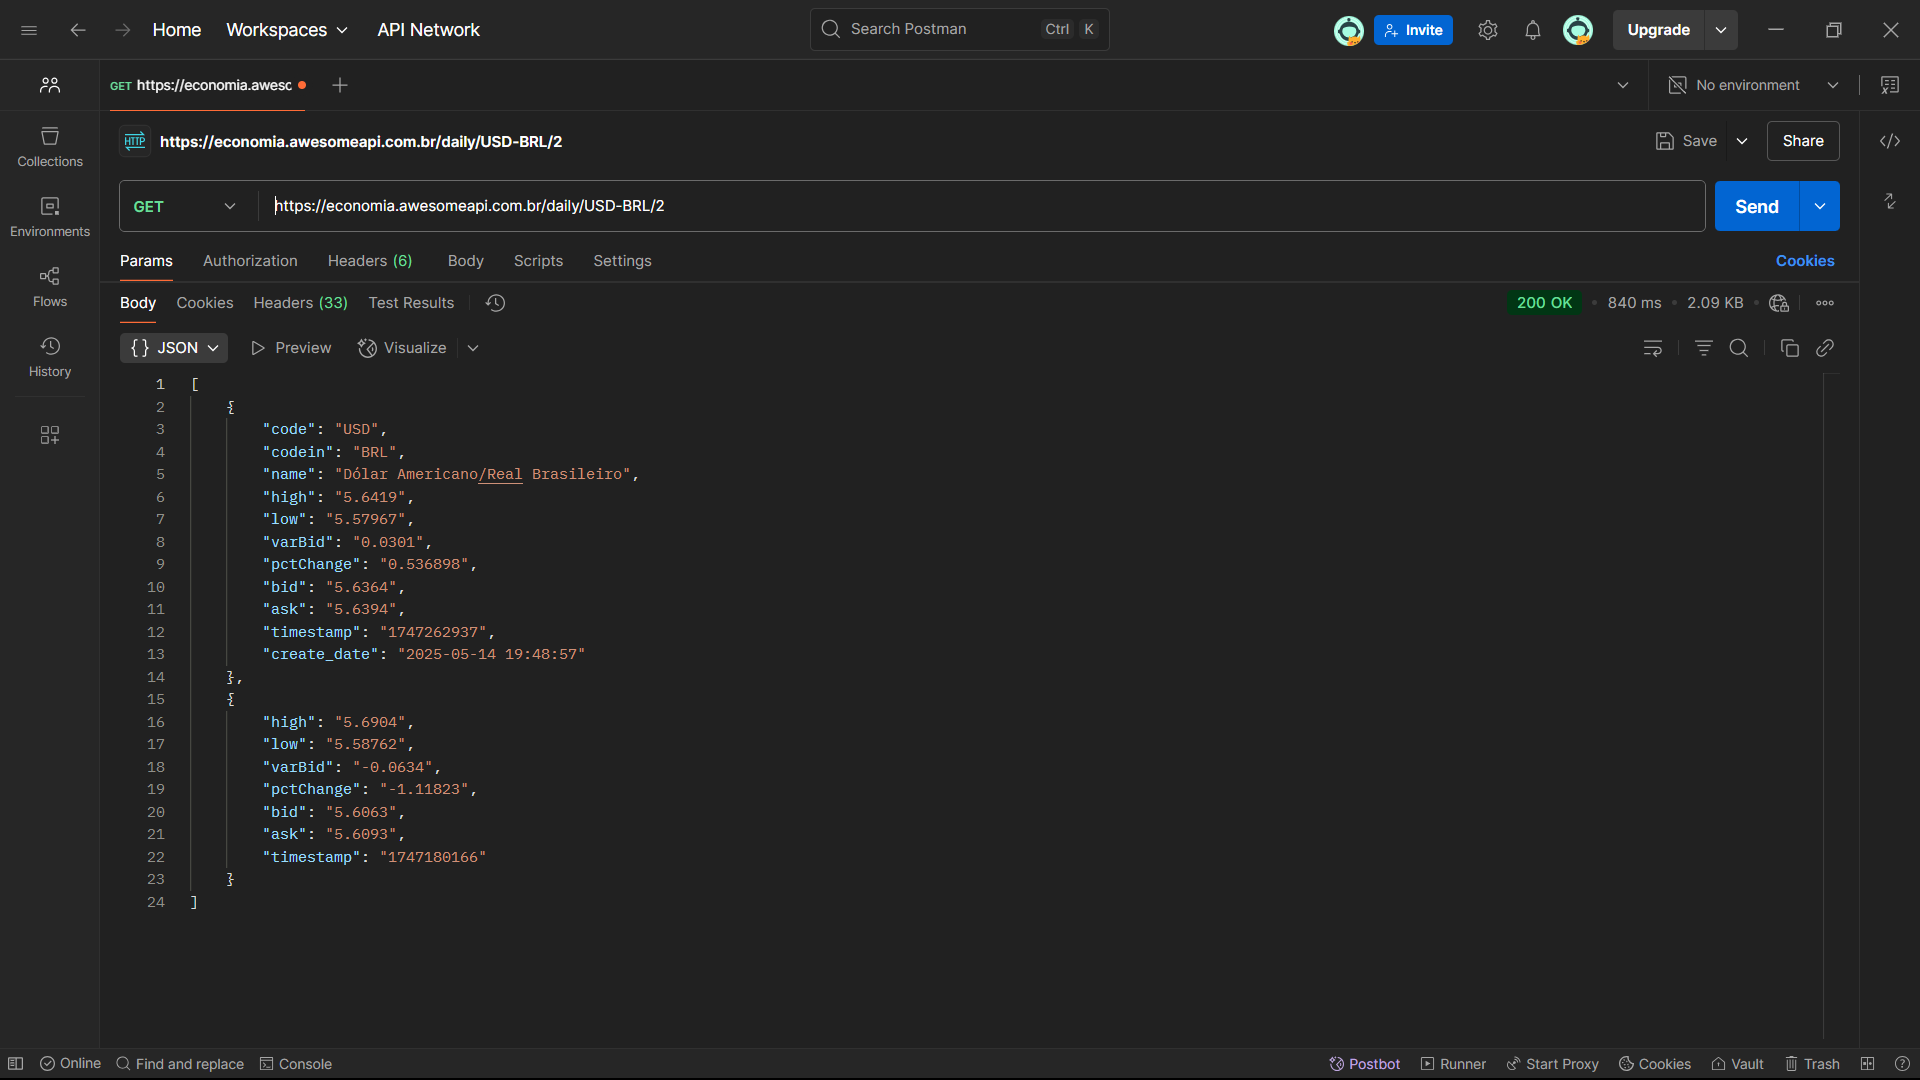 Home Workspaces API Network Search Postman Ctrl K Invite Upgrade
GET https://economia.aweso No environment
HTTP https://economia.awesomeapi.com.br/daily/USD-BRL/2 Save Share
GET https://economia.awesomeapi.com.br/daily/USD-BRL/2 Send
Collections
Environments
Flows
History
Params Authorization Headers (6) Body Scripts Settings Cookies
Body Cookies Headers (33) Test Results 200 OK • 840 ms • 2.09 KB •
{} JSON Preview Visualize
1 [
2 {
3 "code": "USD",
4 "codein": "BRL",
5 "name": "Dólar Americano/Real Brasileiro",
6 "high": "5.6419",
7 "low": "5.57967",
8 "varBid": "0.0301",
9 "pctChange": "0.536898",
10 "bid": "5.6364",
11 "ask": "5.6394",
12 "timestamp": "1747262937",
13 "create_date": "2025-05-14 19:48:57"
14 },
15 {
16 "high": "5.6904",
17 "low": "5.58762",
18 "varBid": "-0.0634",
19 "pctChange": "-1.11823",
20 "bid": "5.6063",
21 "ask": "5.6093",
22 "timestamp": "1747180166"
23 }
24 ]
Online Find and replace Console Postbot Runner Start Proxy Cookies Vault Trash